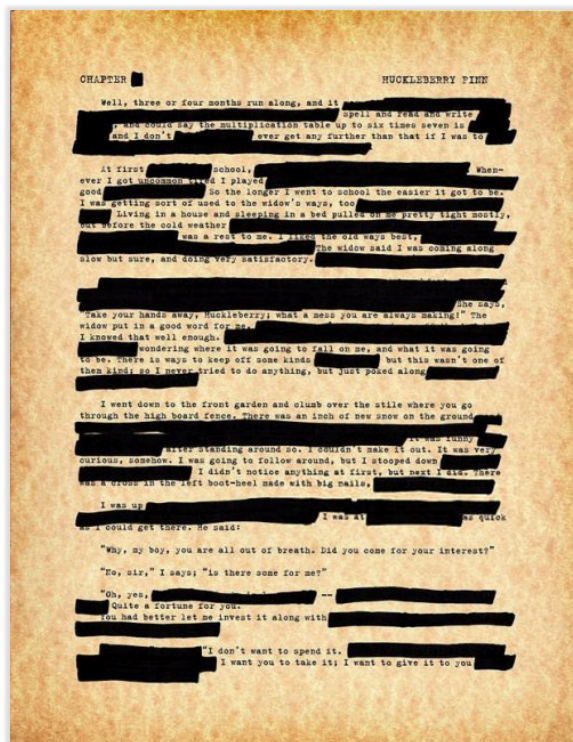 CHAPTER HUCKLEBERRY FINN
Well, three or four months run along, and it
spell and read and write
, and could say the multiplication table up to six times seven is
and I don't ever get any further than that if I was to
At first school, When-
ever I got uncommon tired I played
good So the longer I went to school the easier it got to be.
I was getting sort of used to the widow's ways, too
Living in a house and sleeping in a bed pulled on me pretty tight mostly,
but before the cold weather
was a rest to me. I liked the old ways best,
The widow said I was coming along
slow but sure, and doing very satisfactory.
She says,
"Take your hands away, Huckleberry; what a mess you are always making!" The
widow put in a good word for me,
I knowed that well enough.
wondering where it was going to fall on me, and what it was going
to be. There is ways to keep off some kinds but this wasn't one of
them kind; so I never tried to do anything, but just poked along
I went down to the front garden and clumb over the stile where you go
through the high board fence. There was an inch of new snow on the ground
It was funny
after standing around so. I couldn't make it out. It was very
curious, somehow. I was going to follow around, but I stooped down
I didn't notice anything at first, but next I did. There
was a cross in the left boot-heel made with big nails,
I was up
I was at as quick
as I could get there. He said:
"Why, my boy, you are all out of breath. Did you come for your interest?"
"No, sir," I says; "is there some for me?"
"Oh, yes, --
Quite a fortune for you.
You had better let me invest it along with
"I don't want to spend it.
I want you to take it; I want to give it to you